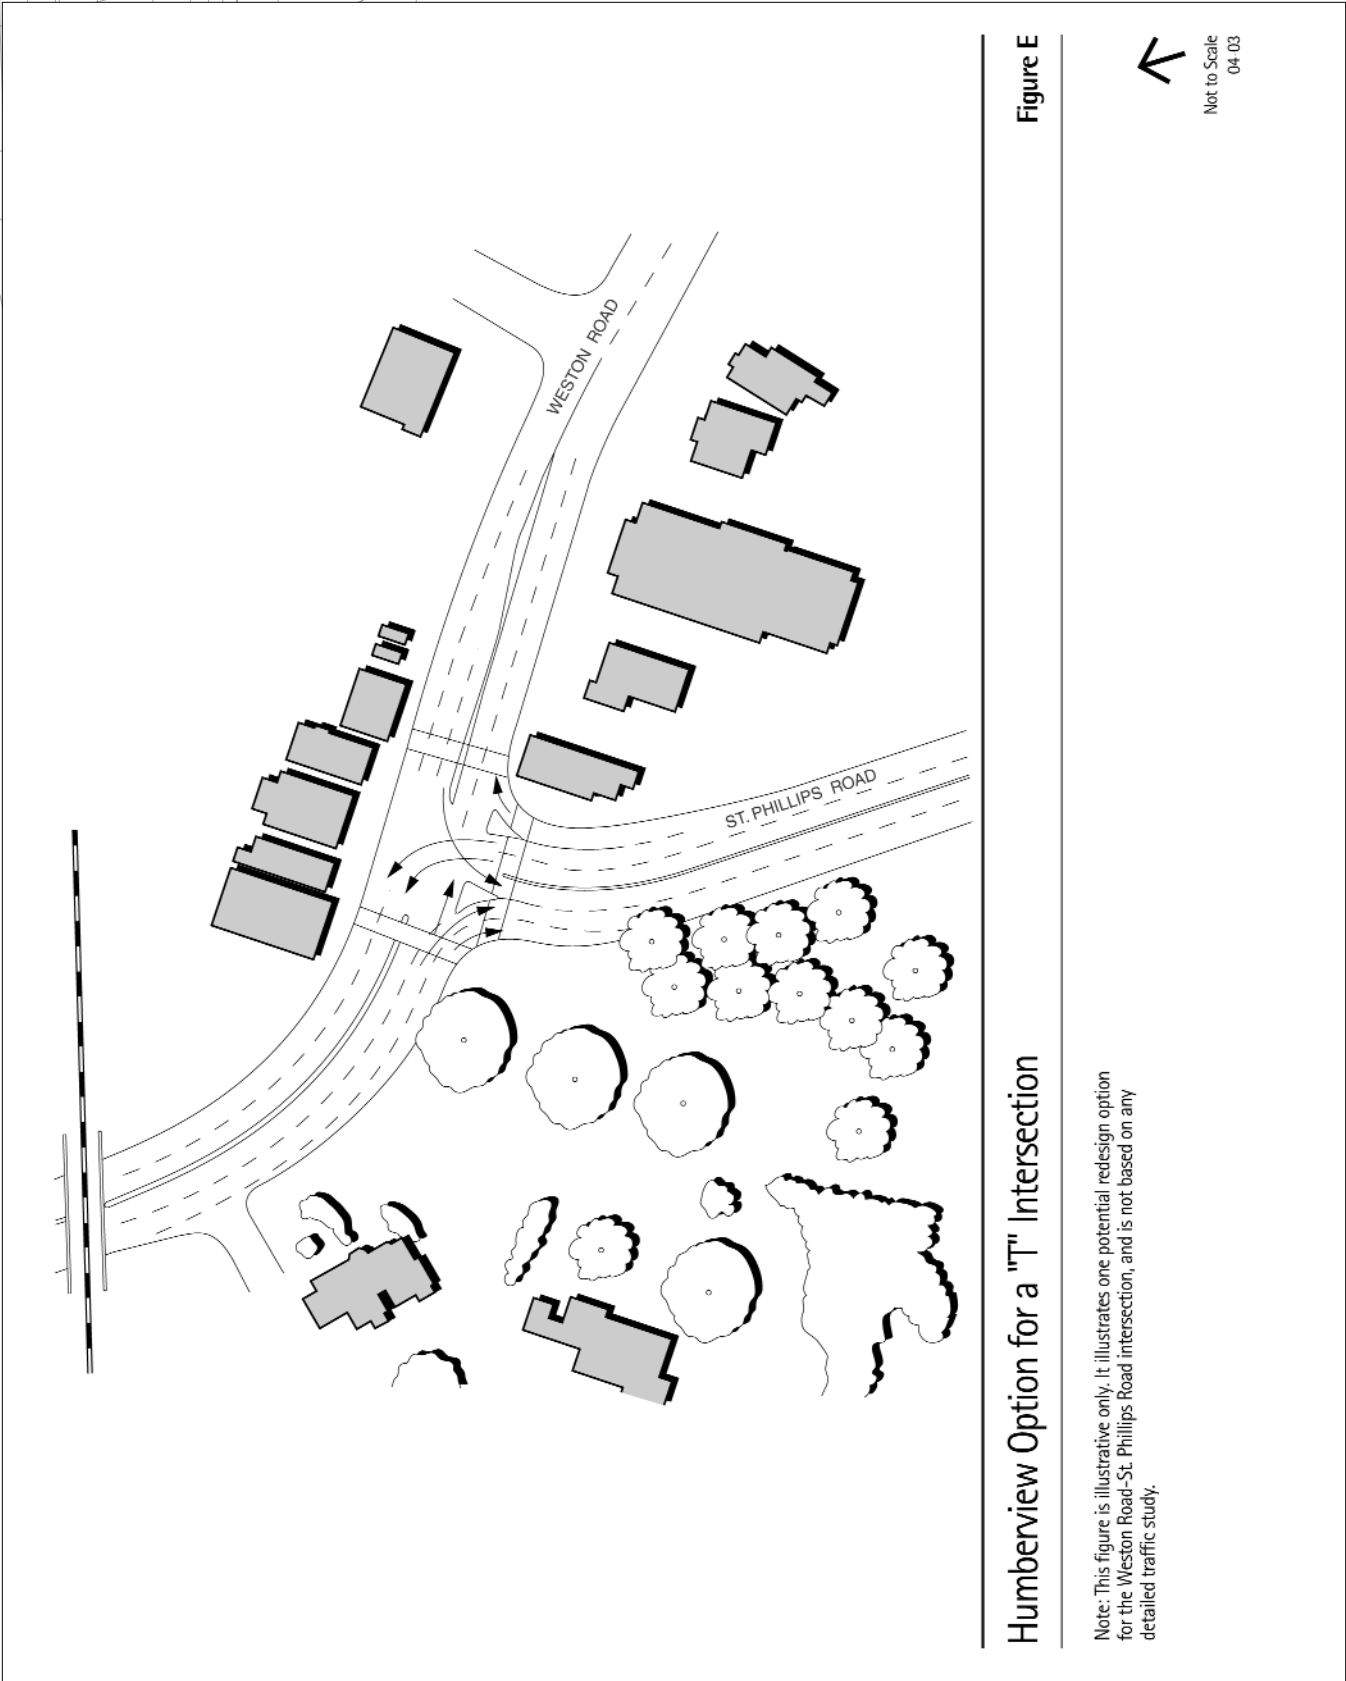 WESTON ROAD
ST. PHILLIPS ROAD
Humberview Option for a "T" Intersection
Figure E
Note: This figure is illustrative only. It illustrates one potential redesign option
for the Weston Road-St. Phillips Road intersection, and is not based on any
detailed traffic study.
Not to Scale
04-03